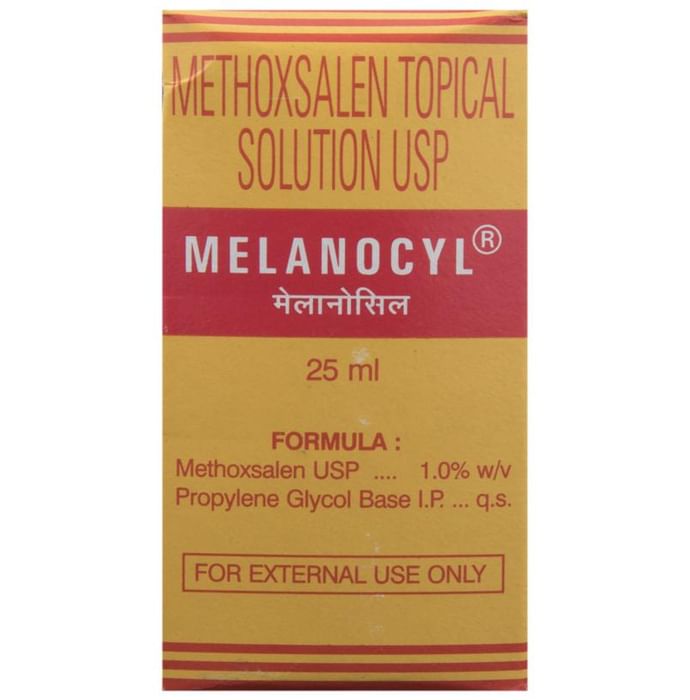 METHOXSALEN TOPICAL
SOLUTION USP
MELANOCYL®
मेलानोसिल
25 ml
FORMULA :
Methoxsalen USP .... 1.0% w/v
Propylene Glycol Base I.P. ... q.s.
FOR EXTERNAL USE ONLY